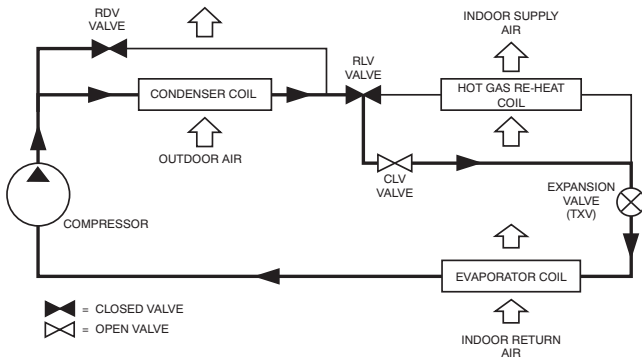 RDV
VALVE
INDOOR SUPPLY
AIR
RLV
VALVE
CONDENSER COIL
HOT GAS RE-HEAT
COIL
OUTDOOR AIR
CLV
VALVE
EXPANSION
VALVE
(TXV)
COMPRESSOR
EVAPORATOR COIL
= CLOSED VALVE
= OPEN VALVE
INDOOR RETURN
AIR